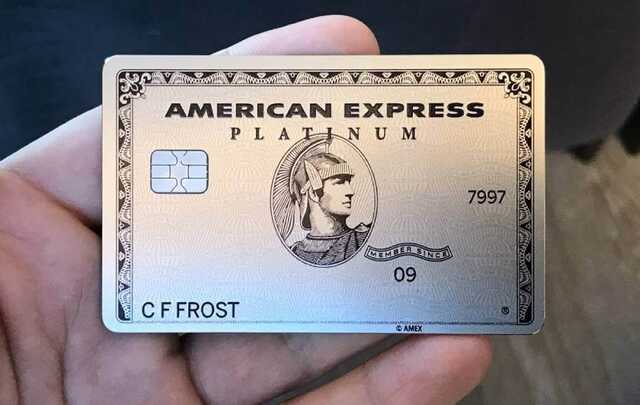 AMERICAN EXPRESS
PLATINUM
7997
MEMBER SINCE
09
C F FROST
®
© AMEX